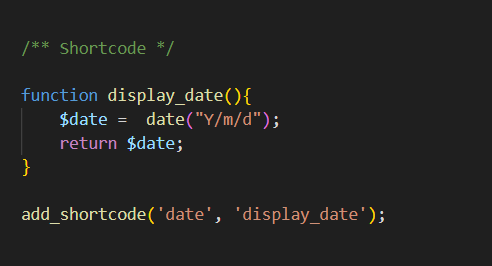 /** Shortcode */
function display_date(){
$date =  date("Y/m/d");
return $date;
}
add_shortcode('date', 'display_date');